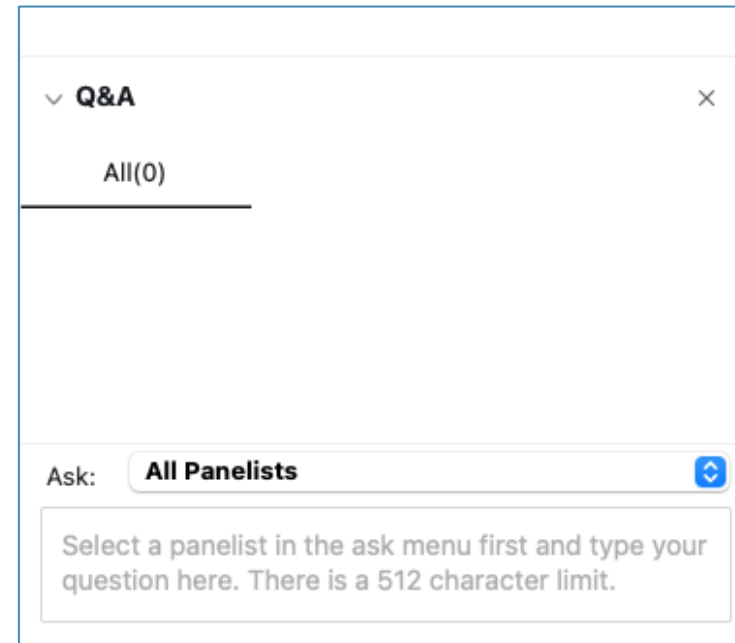 Q&A
All(0)
Ask: All Panelists
Select a panelist in the ask menu first and type your
question here. There is a 512 character limit.